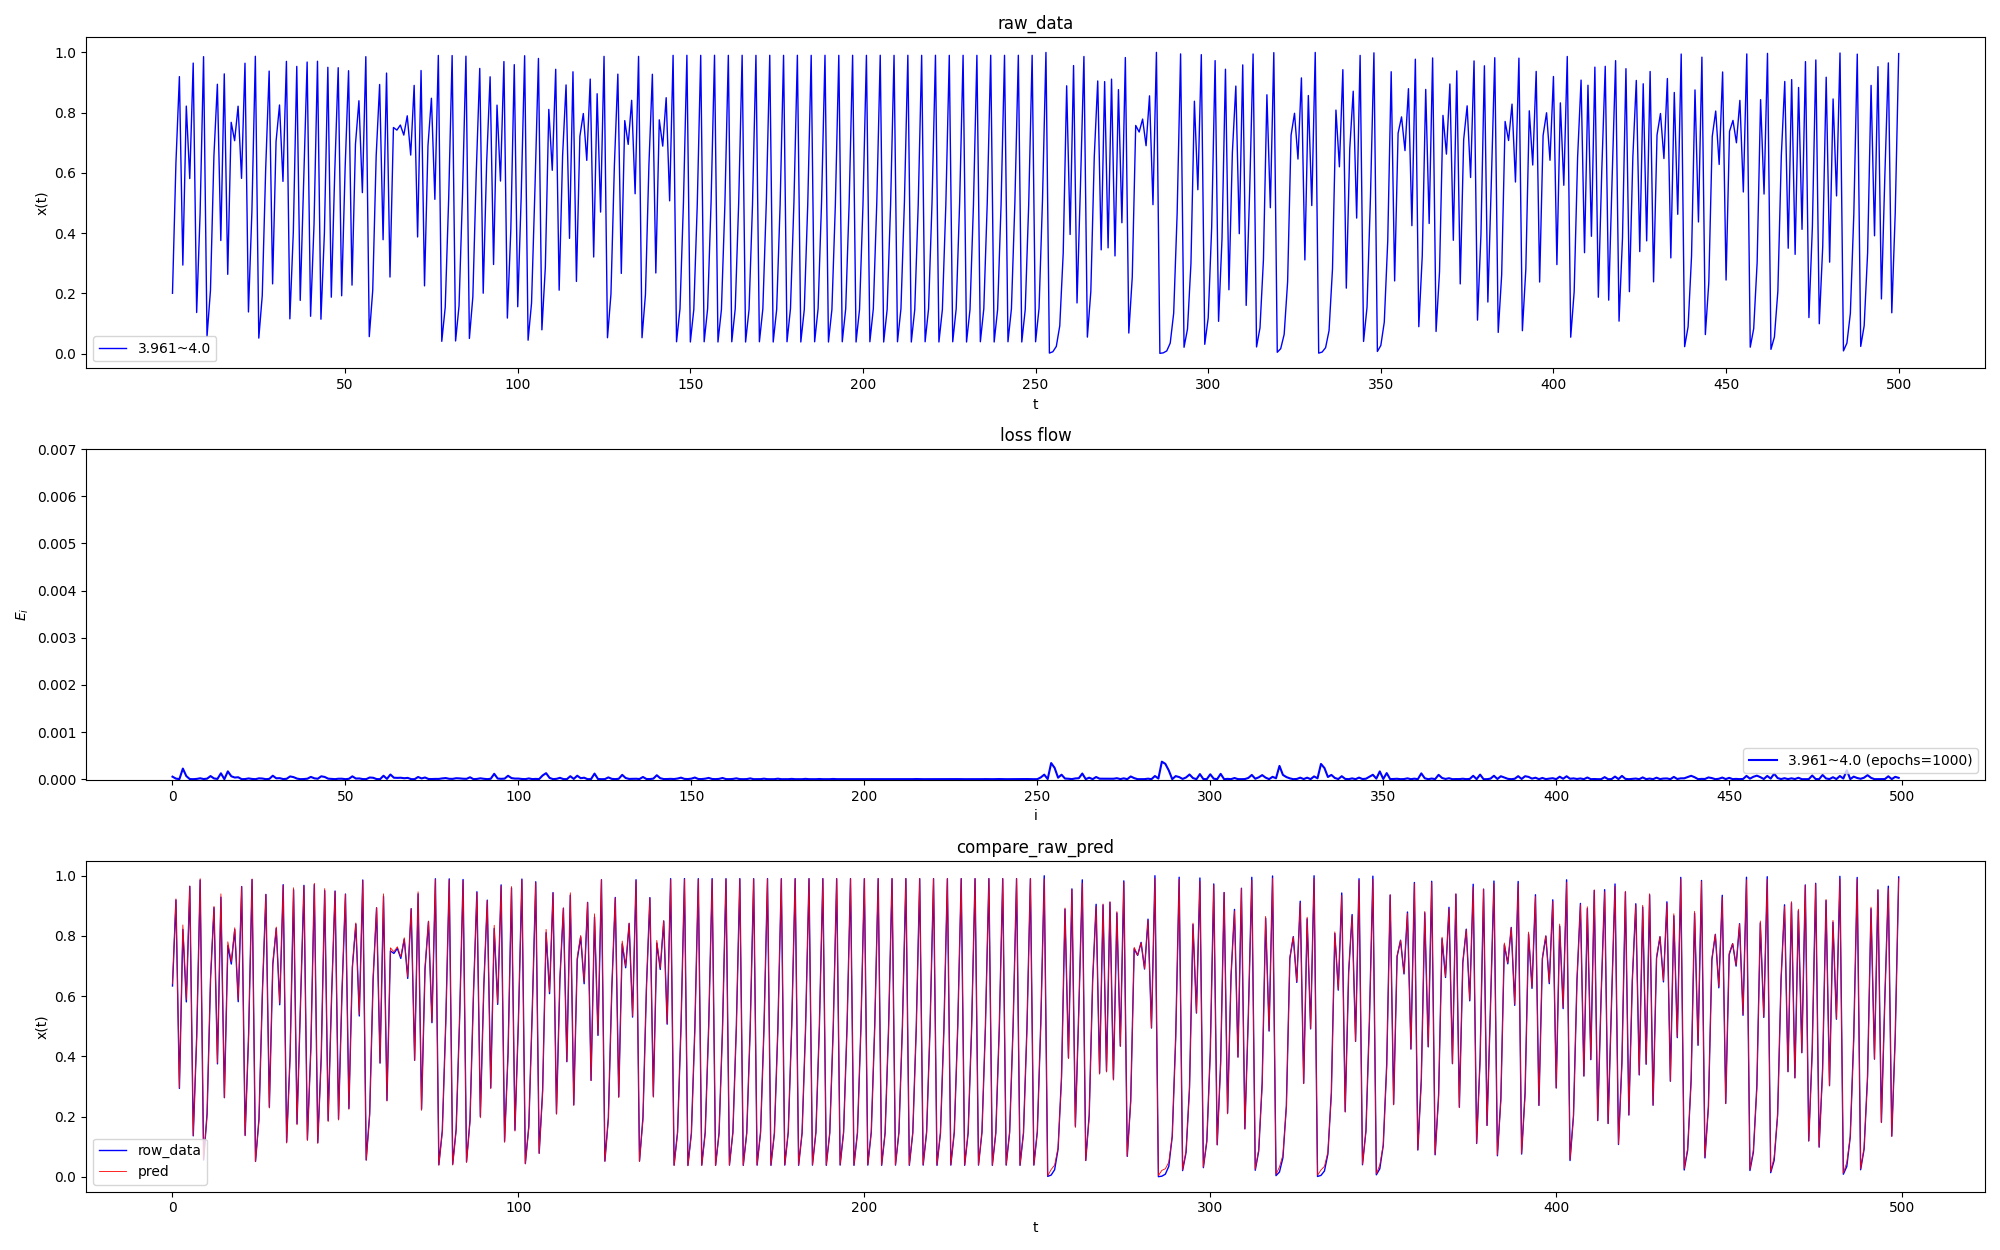 raw_data
1.0
0.8
0.6
0.4
0.2
0.0
x(t)
3.961~4.0
50 100 150 200 250 300 350 400 450 500
t
loss flow
0.007
0.006
0.005
0.004
0.003
0.002
0.001
0.000
E_i
3.961~4.0 (epochs=1000)
0 50 100 150 200 250 300 350 400 450 500
i
compare_raw_pred
1.0
0.8
0.6
0.4
0.2
0.0
x(t)
row_data
pred
0 100 200 300 400 500
t